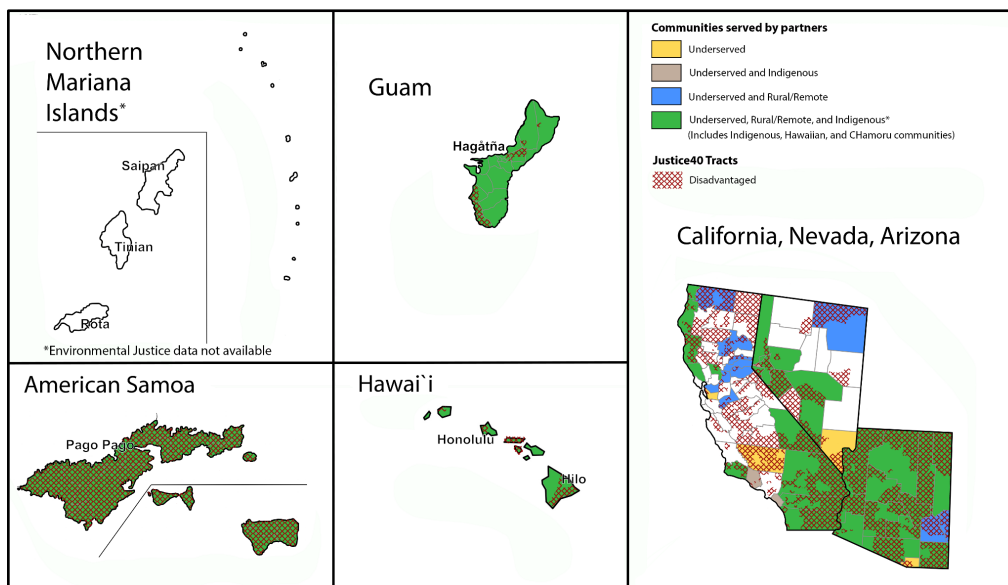 Northern
Mariana
Islands*
Saipan
Tinian
Rota
*Environmental Justice data not available
Guam
Hagåtña
Communities served by partners
Underserved
Underserved and Indigenous
Underserved and Rural/Remote
Underserved, Rural/Remote, and Indigenous*
(Includes Indigenous, Hawaiian, and CHamoru communities)
Justice40 Tracts
Disadvantaged
California, Nevada, Arizona
American Samoa
Pago Pago
Hawai`i
Honolulu
Hilo